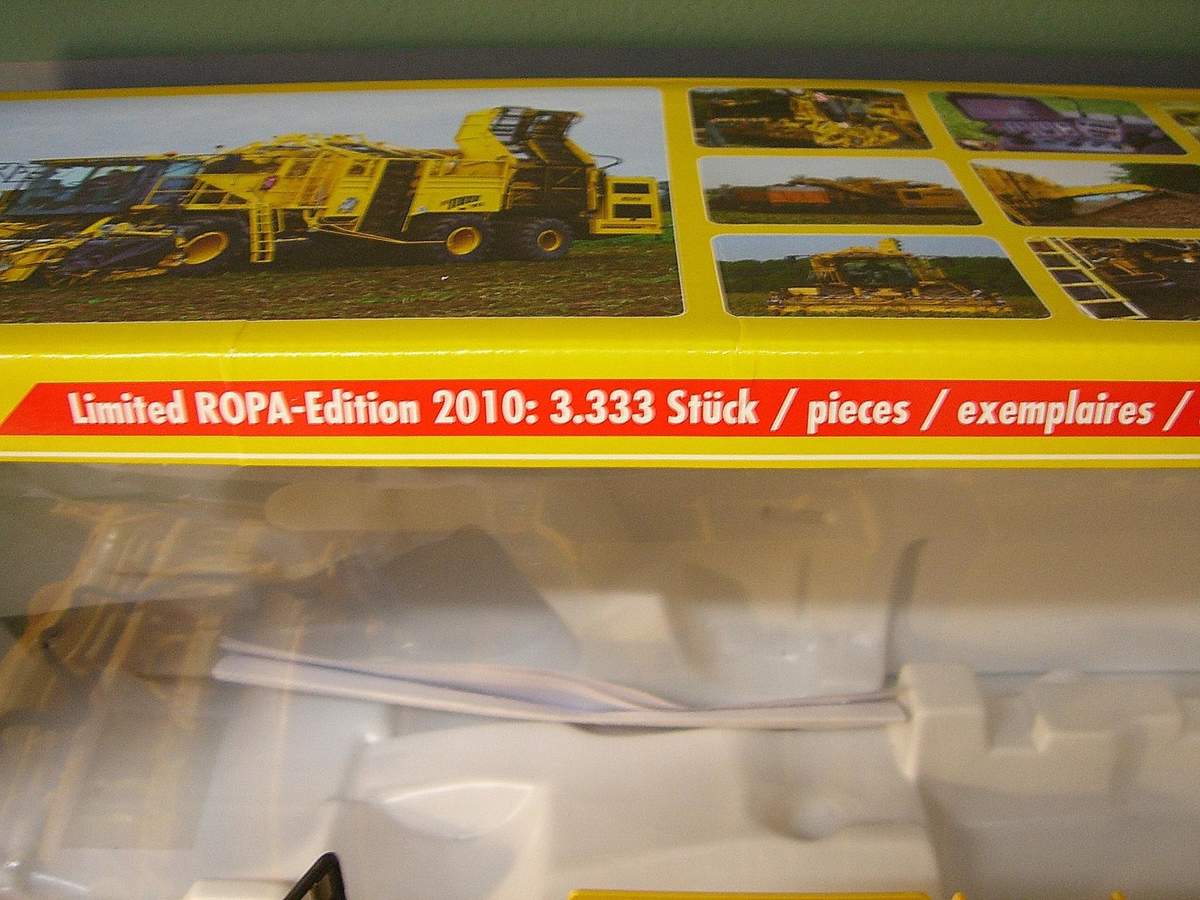 Limited ROPA-Edition 2010: 3.333 Stück / pieces / exemplaires /